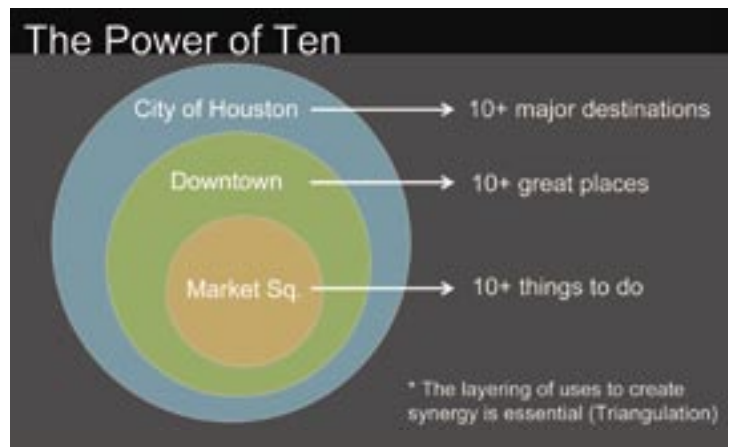 The Power of Ten
City of Houston 10+ major destinations
Downtown 10+ great places
Market Sq. 10+ things to do
* The layering of uses to create
synergy is essential (Triangulation)